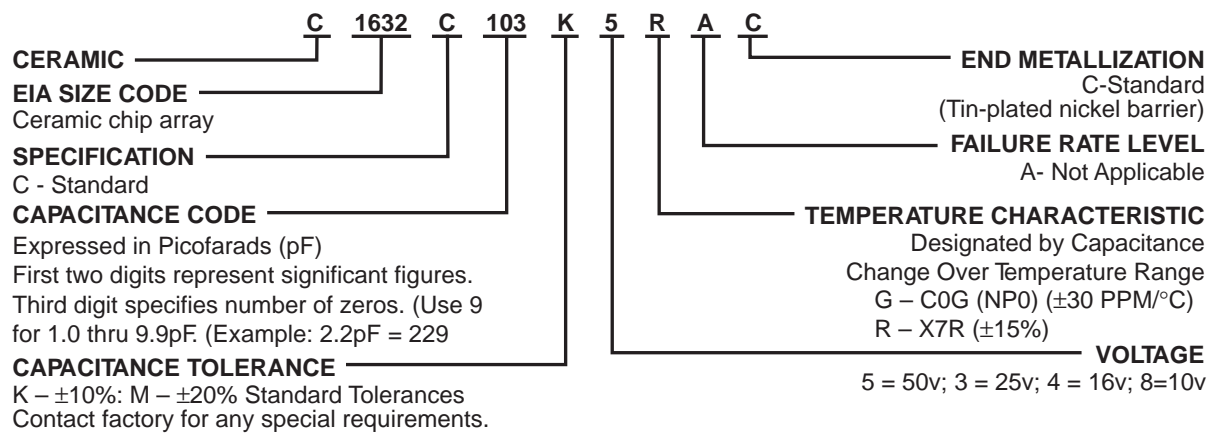 C 1632 C 103 K 5 R A C
CERAMIC
EIA SIZE CODE
Ceramic chip array
SPECIFICATION
C - Standard
CAPACITANCE CODE
Expressed in Picofarads (pF)
First two digits represent significant figures.
Third digit specifies number of zeros. (Use 9
for 1.0 thru 9.9pF. (Example: 2.2pF = 229
CAPACITANCE TOLERANCE
K – ±10%: M – ±20% Standard Tolerances
Contact factory for any special requirements.
END METALLIZATION
C-Standard
(Tin-plated nickel barrier)
FAILURE RATE LEVEL
A- Not Applicable
TEMPERATURE CHARACTERISTIC
Designated by Capacitance
Change Over Temperature Range
G – C0G (NP0) (±30 PPM/°C)
R – X7R (±15%)
VOLTAGE
5 = 50v; 3 = 25v; 4 = 16v; 8=10v